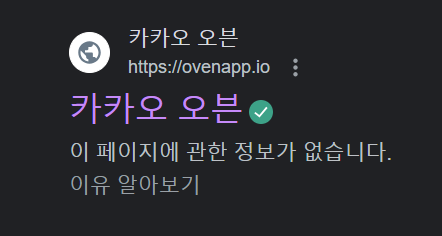 카카오 오븐
https://ovenapp.io
카카오 오븐
이 페이지에 관한 정보가 없습니다.
이유 알아보기